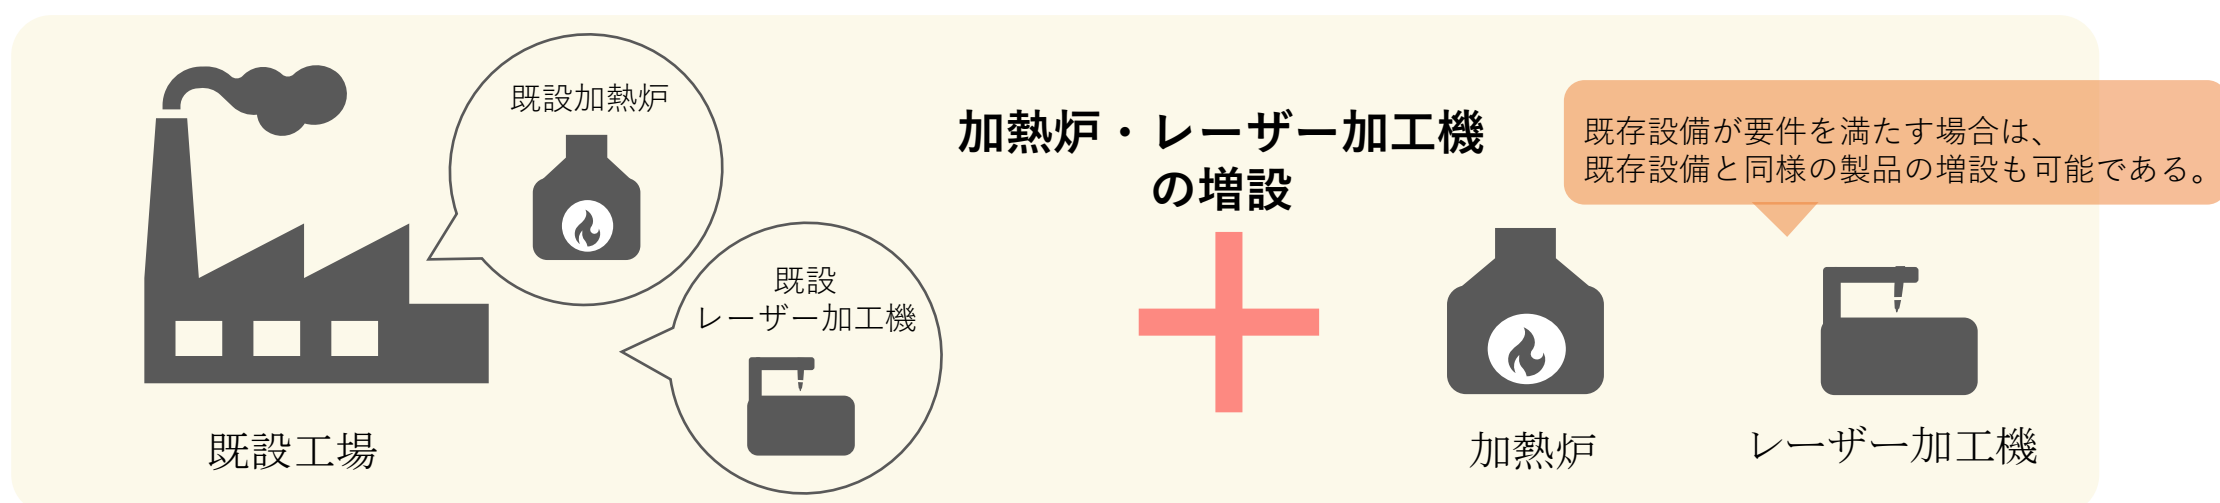 既設加熱炉
既設
レーザー加工機
既設工場
加熱炉・レーザー加工機
の増設
既存設備が要件を満たす場合は、
既存設備と同様の製品の増設も可能である。
加熱炉
レーザー加工機